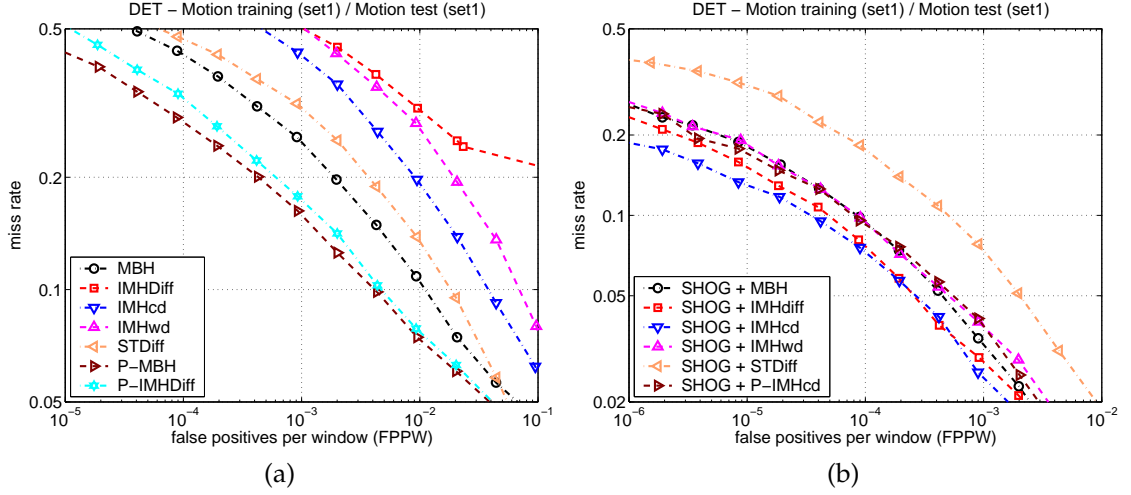 DET − Motion training (set1) / Motion test (set1)
0.5
0.2
0.1
0.05
miss rate
MBH
IMHDiff
IMHcd
IMHwd
STDiff
P−MBH
P−IMHDiff
10−5 10−4 10−3 10−2 10−1
false positives per window (FPPW)
(a)
DET − Motion training (set1) / Motion test (set1)
0.5
0.2
0.1
0.05
0.02
miss rate
SHOG + MBH
SHOG + IMHdiff
SHOG + IMHcd
SHOG + IMHwd
SHOG + STDiff
SHOG + P−IMHcd
10−6 10−5 10−4 10−3 10−2
false positives per window (FPPW)
(b)